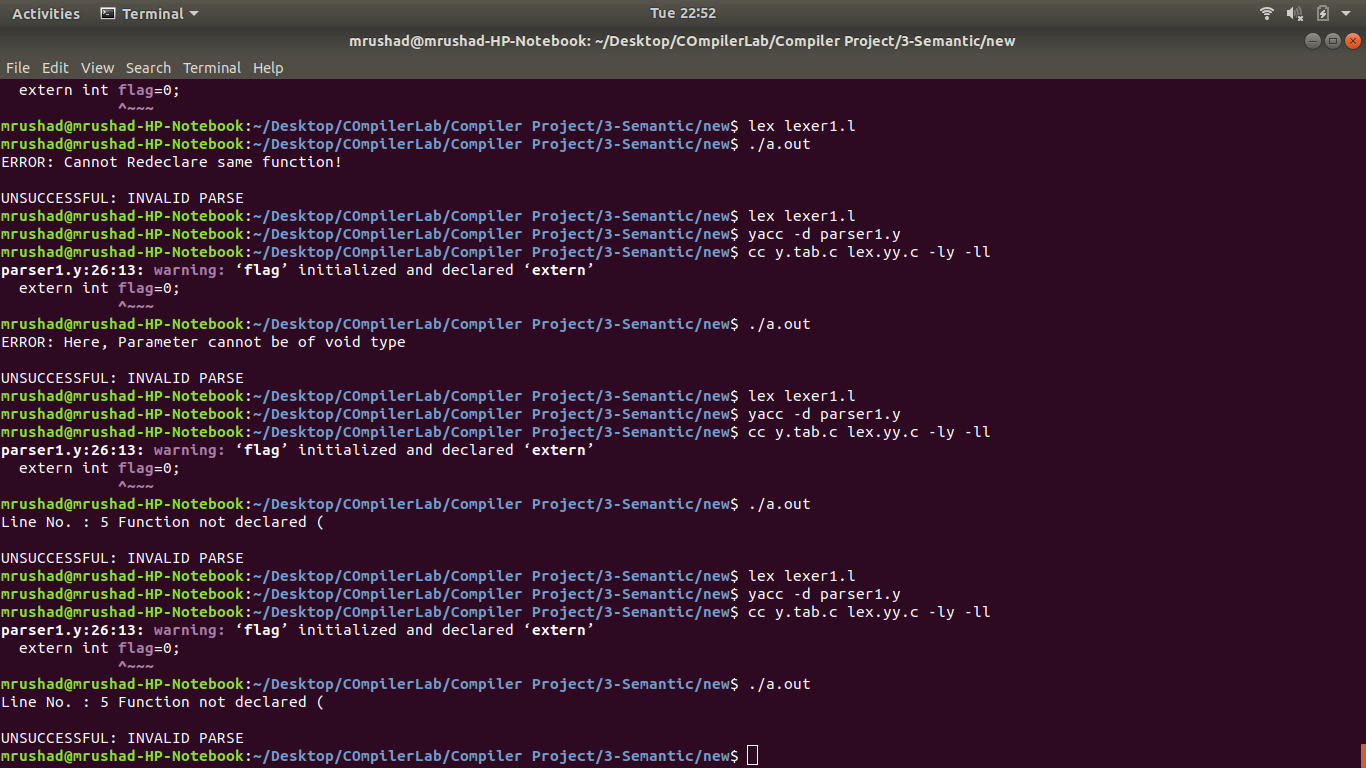 Activities Terminal Tue 22:52
mrushad@mrushad-HP-Notebook: ~/Desktop/COmpilerLab/Compiler Project/3-Semantic/new
File Edit View Search Terminal Help
  extern int flag=0;
             ^~~~
mrushad@mrushad-HP-Notebook:~/Desktop/COmpilerLab/Compiler Project/3-Semantic/new$ lex lexer1.l
mrushad@mrushad-HP-Notebook:~/Desktop/COmpilerLab/Compiler Project/3-Semantic/new$ ./a.out
ERROR: Cannot Redeclare same function!

UNSUCCESSFUL: INVALID PARSE
mrushad@mrushad-HP-Notebook:~/Desktop/COmpilerLab/Compiler Project/3-Semantic/new$ lex lexer1.l
mrushad@mrushad-HP-Notebook:~/Desktop/COmpilerLab/Compiler Project/3-Semantic/new$ yacc -d parser1.y
mrushad@mrushad-HP-Notebook:~/Desktop/COmpilerLab/Compiler Project/3-Semantic/new$ cc y.tab.c lex.yy.c -ly -ll
parser1.y:26:13: warning: ‘flag’ initialized and declared ‘extern’
  extern int flag=0;
             ^~~~
mrushad@mrushad-HP-Notebook:~/Desktop/COmpilerLab/Compiler Project/3-Semantic/new$ ./a.out
ERROR: Here, Parameter cannot be of void type

UNSUCCESSFUL: INVALID PARSE
mrushad@mrushad-HP-Notebook:~/Desktop/COmpilerLab/Compiler Project/3-Semantic/new$ lex lexer1.l
mrushad@mrushad-HP-Notebook:~/Desktop/COmpilerLab/Compiler Project/3-Semantic/new$ yacc -d parser1.y
mrushad@mrushad-HP-Notebook:~/Desktop/COmpilerLab/Compiler Project/3-Semantic/new$ cc y.tab.c lex.yy.c -ly -ll
parser1.y:26:13: warning: ‘flag’ initialized and declared ‘extern’
  extern int flag=0;
             ^~~~
mrushad@mrushad-HP-Notebook:~/Desktop/COmpilerLab/Compiler Project/3-Semantic/new$ ./a.out
Line No. : 5 Function not declared (

UNSUCCESSFUL: INVALID PARSE
mrushad@mrushad-HP-Notebook:~/Desktop/COmpilerLab/Compiler Project/3-Semantic/new$ lex lexer1.l
mrushad@mrushad-HP-Notebook:~/Desktop/COmpilerLab/Compiler Project/3-Semantic/new$ yacc -d parser1.y
mrushad@mrushad-HP-Notebook:~/Desktop/COmpilerLab/Compiler Project/3-Semantic/new$ cc y.tab.c lex.yy.c -ly -ll
parser1.y:26:13: warning: ‘flag’ initialized and declared ‘extern’
  extern int flag=0;
             ^~~~
mrushad@mrushad-HP-Notebook:~/Desktop/COmpilerLab/Compiler Project/3-Semantic/new$ ./a.out
Line No. : 5 Function not declared (

UNSUCCESSFUL: INVALID PARSE
mrushad@mrushad-HP-Notebook:~/Desktop/COmpilerLab/Compiler Project/3-Semantic/new$